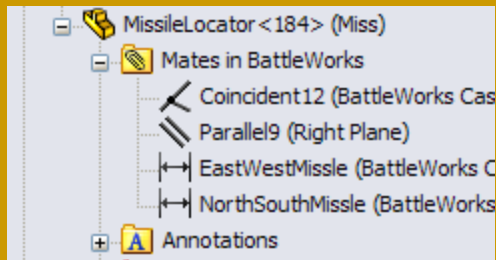 MissileLocator<184> (Miss)
Mates in BattleWorks
Coincident12 (BattleWorks Cas
Parallel9 (Right Plane)
EastWestMissle (BattleWorks C
NorthSouthMissle (BattleWorks
A Annotations